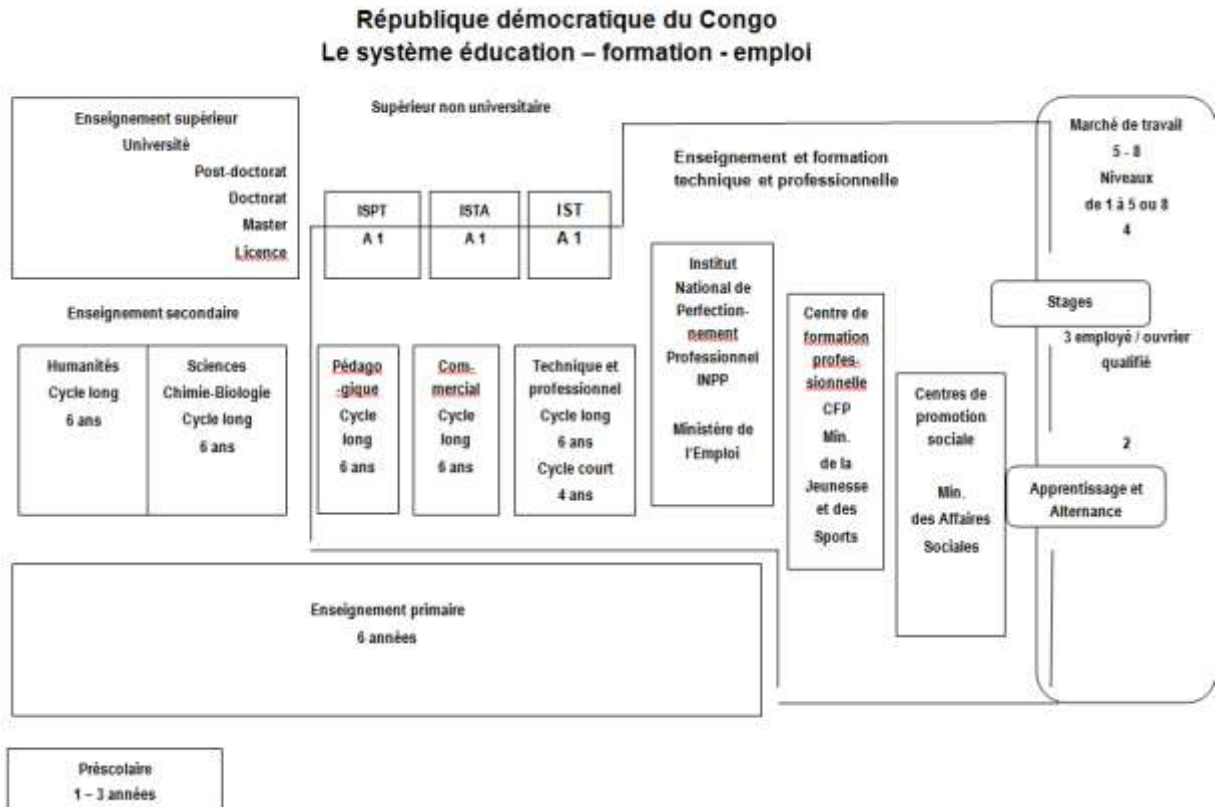 République démocratique du Congo
Le système éducation – formation - emploi
Enseignement supérieur
Université
Post-doctorat
Doctorat
Master
Licence
Supérieur non universitaire
ISPT
A 1
ISTA
A 1
IST
A 1
Enseignement et formation
technique et professionnelle
Marché de travail
5 - 8
Niveaux
de 1 à 5 ou 8
4
Stages
3 employé / ouvrier
qualifié
2
Apprentissage et
Alternance
Enseignement secondaire
Humanités
Cycle long
6 ans
Sciences
Chimie-Biologie
Cycle long
6 ans
Pédago
-gique
Cycle
long
6 ans
Com-
mercial
Cycle
long
6 ans
Technique et
professionnel
Cycle long
6 ans
Cycle court
4 ans
Institut
National de
Perfection-
nement
Professionnel
INPP
Ministère de
l'Emploi
Centre de
formation
profes-
sionnelle
CFP
Min.
de la
Jeunesse
et des
Sports
Centres de
promotion
sociale
Min.
des Affaires
Sociales
Enseignement primaire
6 années
Préscolaire
1 – 3 années